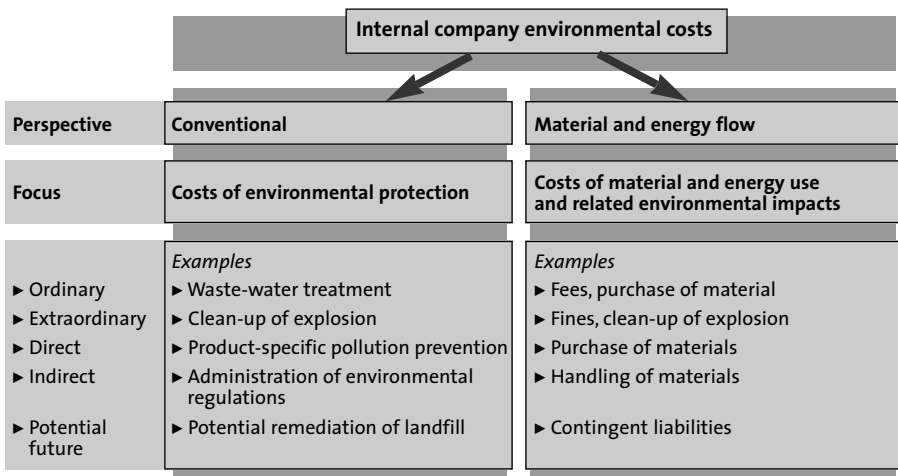 Internal company environmental costs
Perspective
Conventional
Material and energy flow
Focus
Costs of environmental protection
Costs of material and energy use
and related environmental impacts
► Ordinary
► Extraordinary
► Direct
► Indirect
► Potential
future
Examples
► Waste-water treatment
► Clean-up of explosion
► Product-specific pollution prevention
► Administration of environmental
regulations
► Potential remediation of landfill
Examples
► Fees, purchase of material
► Fines, clean-up of explosion
► Purchase of materials
► Handling of materials
► Contingent liabilities